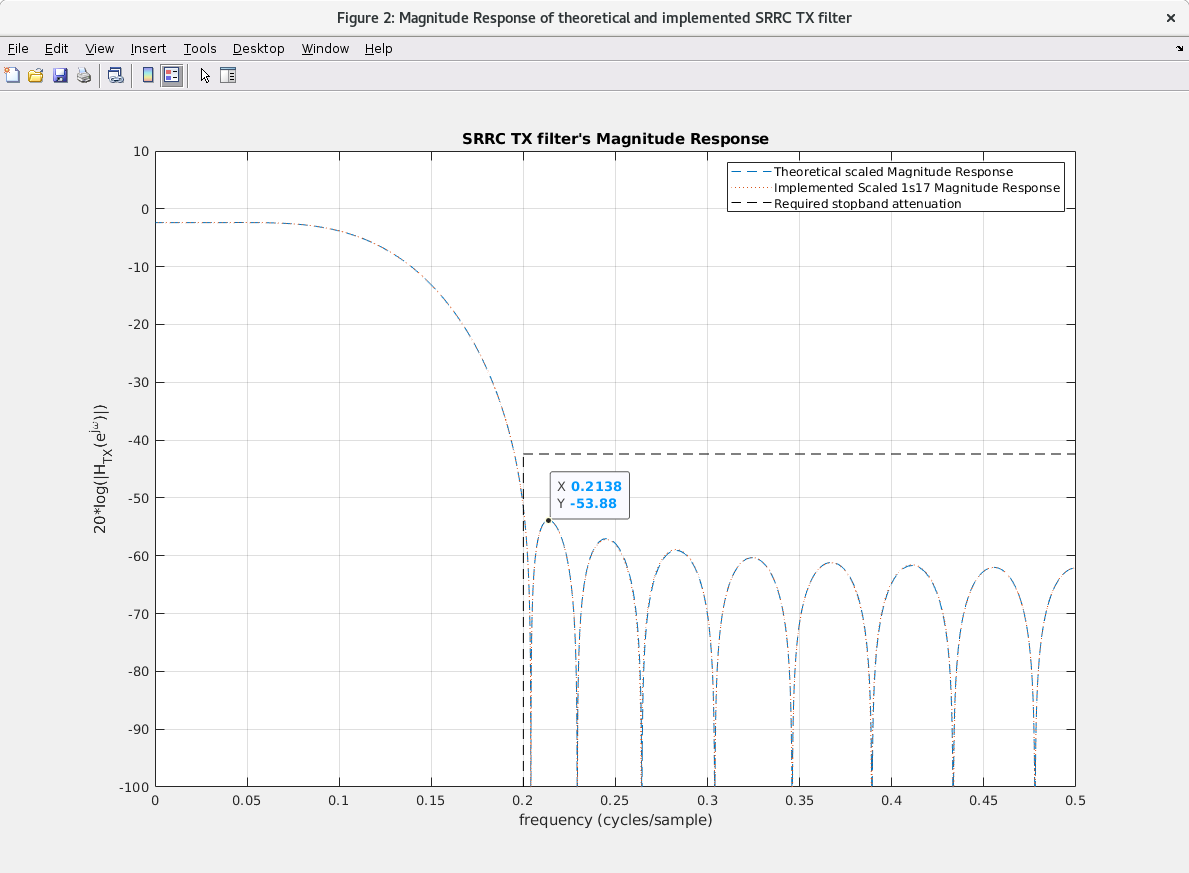 Figure 2: Magnitude Response of theoretical and implemented SRRC TX filter
File Edit View Insert Tools Desktop Window Help
SRRC TX filter's Magnitude Response
Theoretical scaled Magnitude Response
Implemented Scaled 1s17 Magnitude Response
Required stopband attenuation
20*log(|H_TX(e^jω)|)
10
0
-10
-20
-30
-40
-50
-60
-70
-80
-90
-100
X 0.2138
Y -53.88
0 0.05 0.1 0.15 0.2 0.25 0.3 0.35 0.4 0.45 0.5
frequency (cycles/sample)